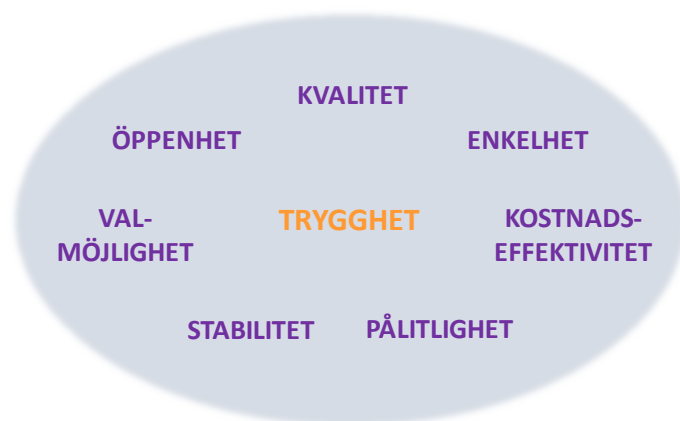 KVALITET
ÖPPENHET
ENKELHET
VAL-
MÖJLIGHET
TRYGGHET
KOSTNADS-
EFFEKTIVITET
STABILITET
PÅLITLIGHET